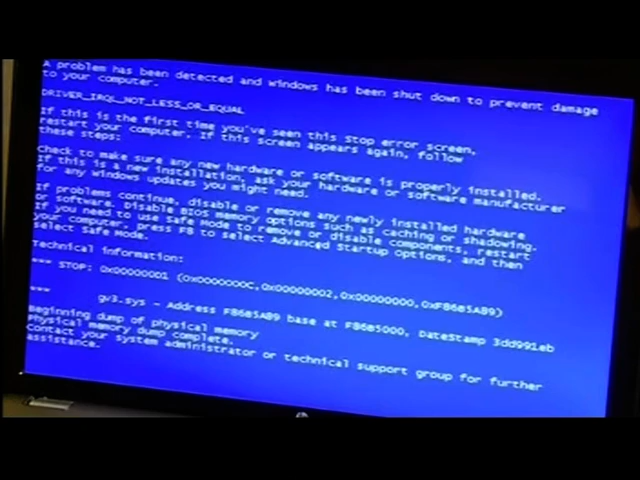 A problem has been detected and Windows has been shut down to prevent damage
to your computer.
DRIVER_IRQL_NOT_LESS_OR_EQUAL
If this is the first time you've seen this Stop error screen,
restart your computer. If this screen appears again, follow
these steps:
Check to make sure any new hardware or software is properly installed.
If this is a new installation, ask your hardware or software manufacturer
for any windows updates you might need.
If problems continue, disable or remove any newly installed hardware
or software. Disable BIOS memory options such as caching or shadowing.
If you need to use Safe Mode to remove or disable components, restart
your computer, press F8 to select Advanced Startup options, and then
select Safe Mode.
Technical information:
*** STOP: 0x000000D1 (0x0000000C,0x00000002,0x00000000,0xF86B5A89)
***
gv3.sys - Address F86B5A89 base at F86B5000, DateStamp 3dd991eb
Beginning dump of physical memory
Physical memory dump complete.
Contact your system administrator or technical support group for further
assistance.
hp